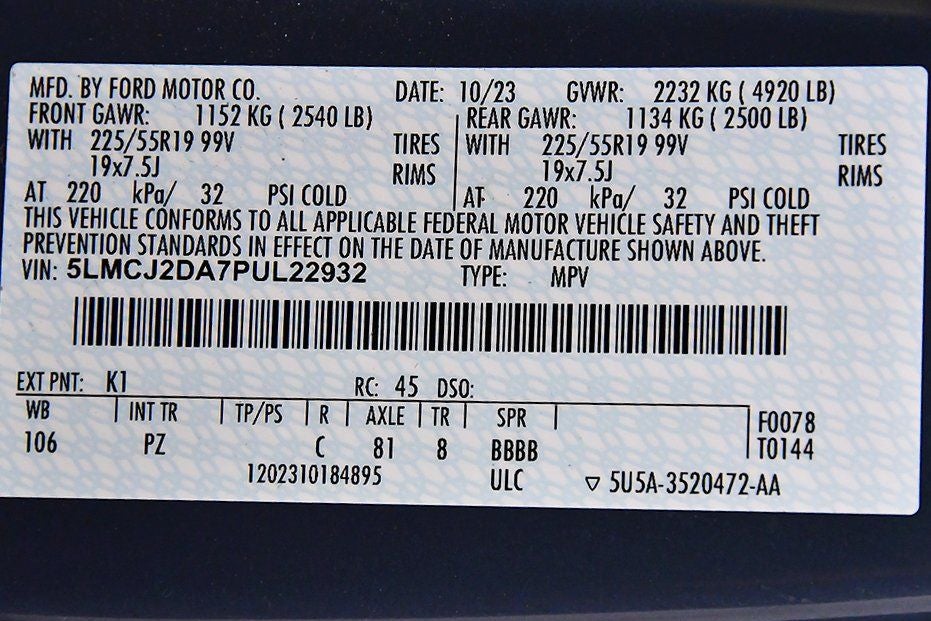 MFD. BY FORD MOTOR CO. DATE: 10/23 GVWR: 2232 KG ( 4920 LB)
FRONT GAWR: 1152 KG ( 2540 LB) REAR GAWR: 1134 KG ( 2500 LB)
WITH 225/55R19 99V TIRES WITH 225/55R19 99V TIRES
19x7.5J RIMS 19x7.5J RIMS
AT 220 kPa/ 32 PSI COLD AT 220 kPa/ 32 PSI COLD
THIS VEHICLE CONFORMS TO ALL APPLICABLE FEDERAL MOTOR VEHICLE SAFETY AND THEFT
PREVENTION STANDARDS IN EFFECT ON THE DATE OF MANUFACTURE SHOWN ABOVE.
VIN: 5LMCJ2DA7PUL22932 TYPE: MPV
EXT PNT: K1 RC: 45 DSO:
WB INT TR TP/PS R AXLE TR SPR F0078
106 PZ C 81 8 BBBB T0144
1202310184895 ULC ▽ 5U5A-3520472-AA